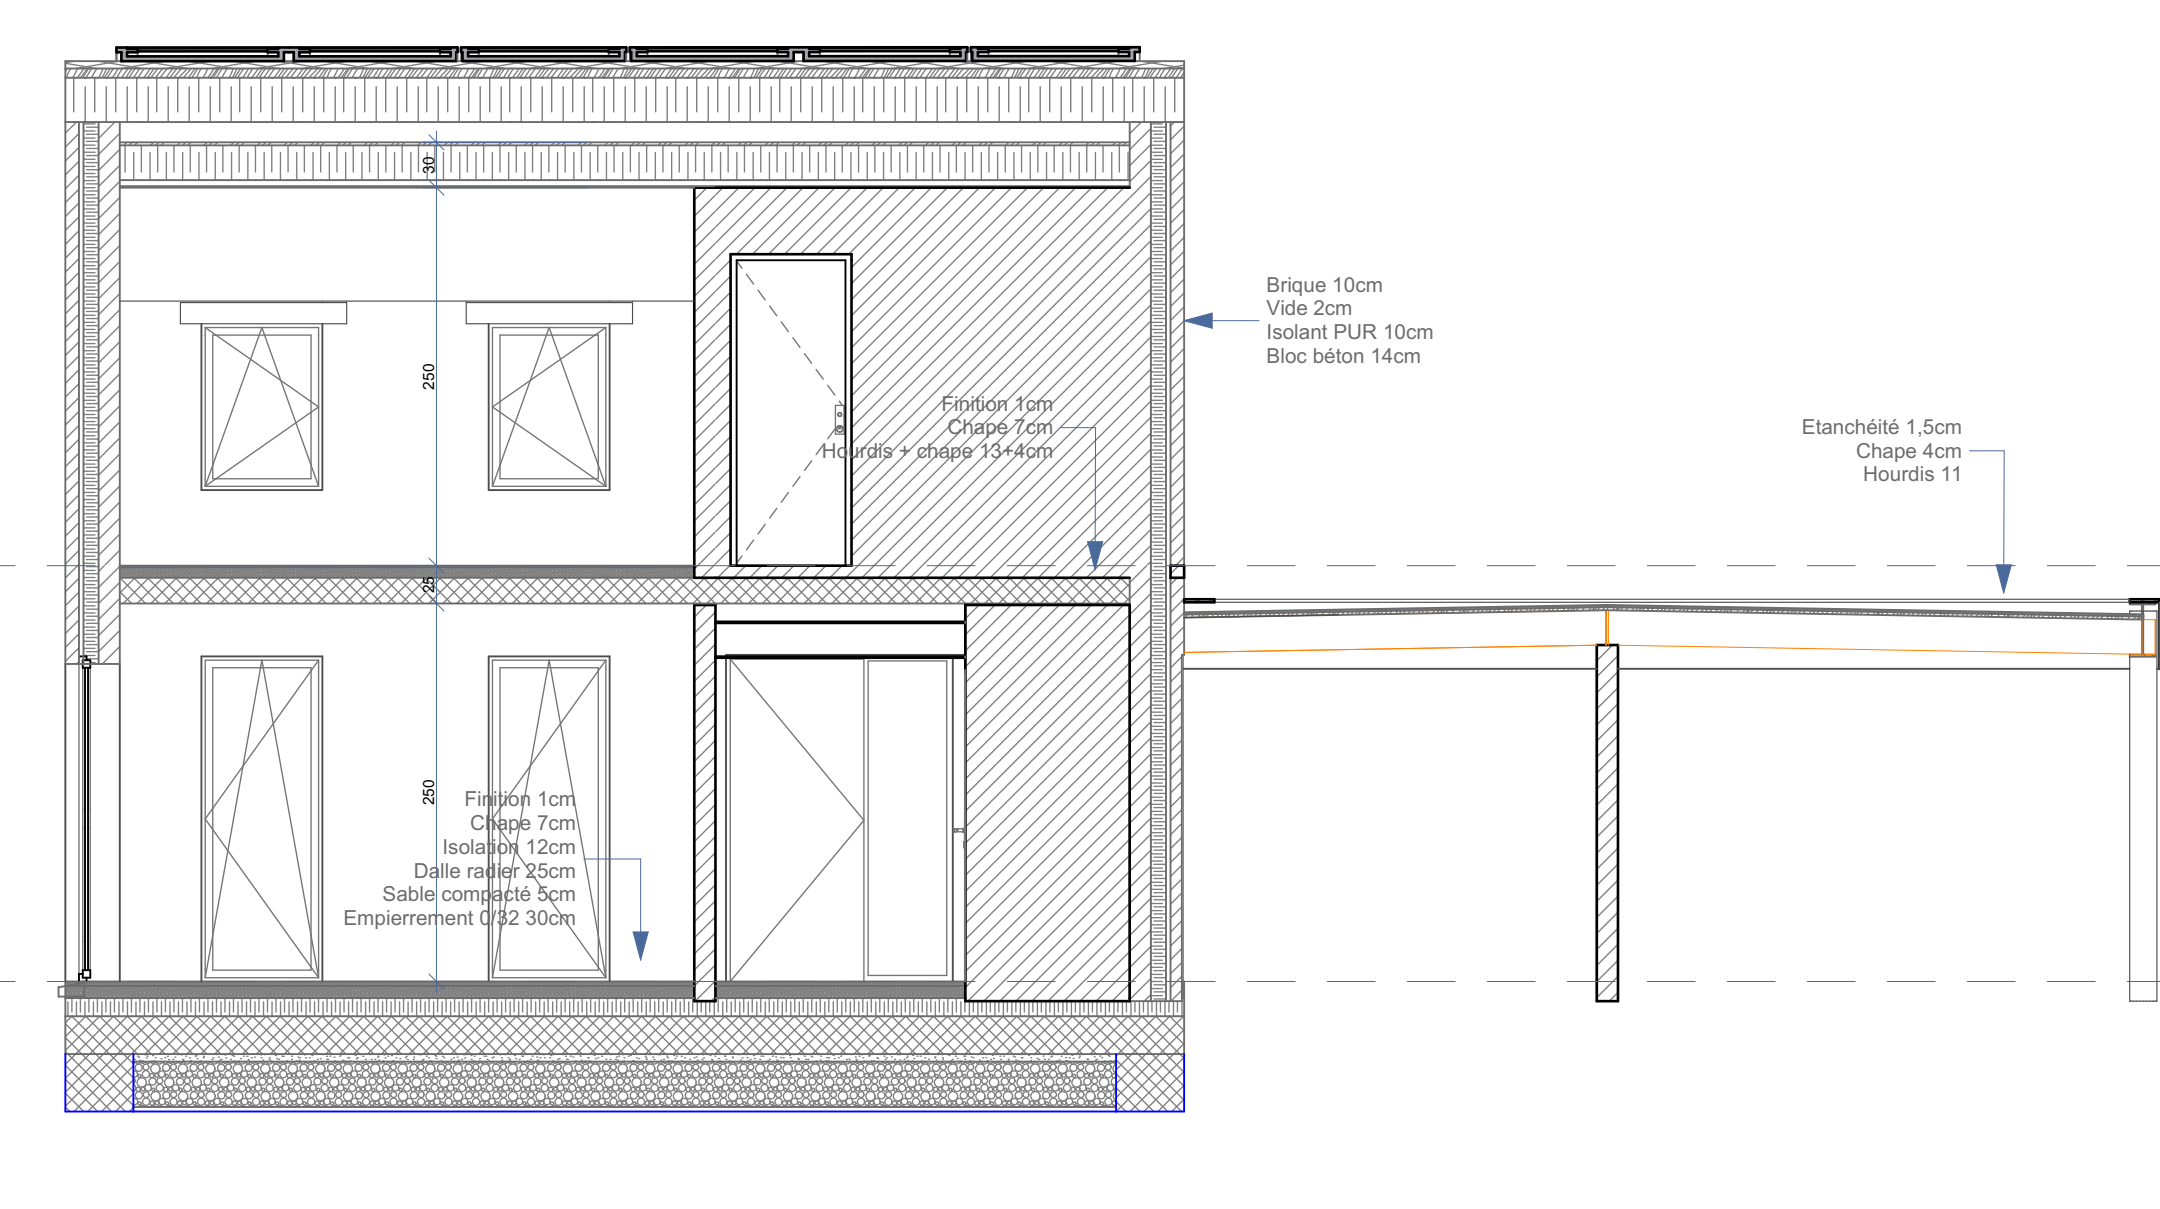 30
Brique 10cm
Vide 2cm
Isolant PUR 10cm
Bloc béton 14cm
250
Finition 1cm
Chape 7cm
Hourdis + chape 13+4cm
Etanchéité 1,5cm
Chape 4cm
Hourdis 11
25
250
Finition 1cm
Chape 7cm
Isolation 12cm
Dalle radier 25cm
Sable compacté 5cm
Empierrement 0/32 30cm